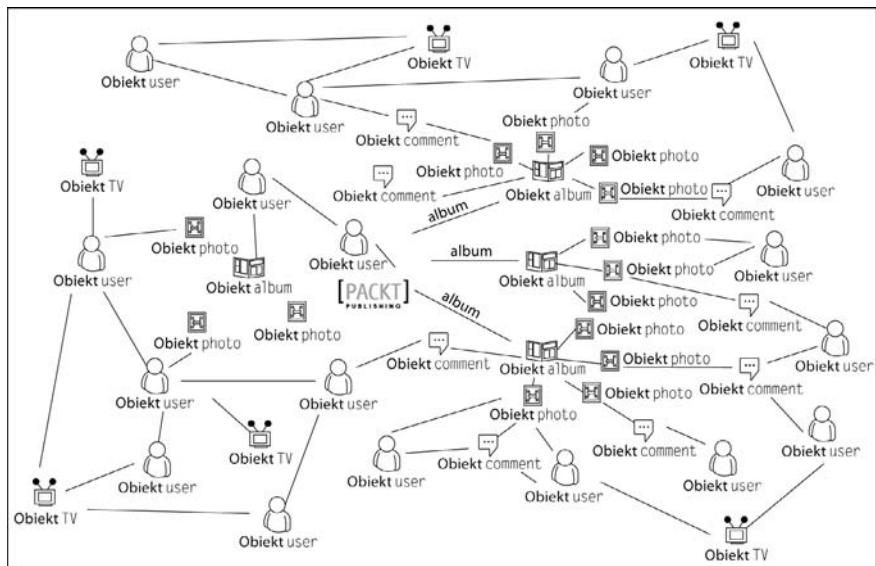 Obiekt TV
Obiekt TV
Obiekt user
Obiekt user
Obiekt user
Obiekt photo
Obiekt comment
Obiekt photo
Obiekt photo
Obiekt TV
Obiekt comment
Obiekt album
Obiekt photo
Obiekt user
Obiekt user
Obiekt comment
album
Obiekt user
Obiekt photo
Obiekt photo
Obiekt user
album
Obiekt user
Obiekt photo
Obiekt user
Obiekt album
Obiekt album
[PACKT]
PUBLISHING
album
Obiekt photo
Obiekt comment
Obiekt photo
Obiekt photo
Obiekt photo
Obiekt comment
Obiekt album
Obiekt photo
Obiekt user
Obiekt comment
Obiekt user
Obiekt user
Obiekt photo
Obiekt photo
Obiekt user
Obiekt TV
Obiekt comment
Obiekt user
Obiekt user
Obiekt comment
Obiekt user
Obiekt user
Obiekt TV
Obiekt user
Obiekt TV